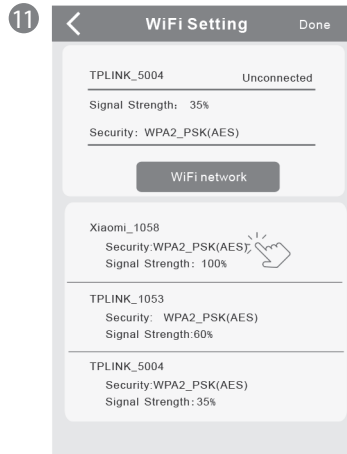 11
WiFi Setting Done
TPLINK_5004 Unconnected
Signal Strength: 35%
Security: WPA2_PSK(AES)
WiFi network
Xiaomi_1058
Security:WPA2_PSK(AES)
Signal Strength: 100%
TPLINK_1053
Security: WPA2_PSK(AES)
Signal Strength:60%
TPLINK_5004
Security:WPA2_PSK(AES)
Signal Strength:35%